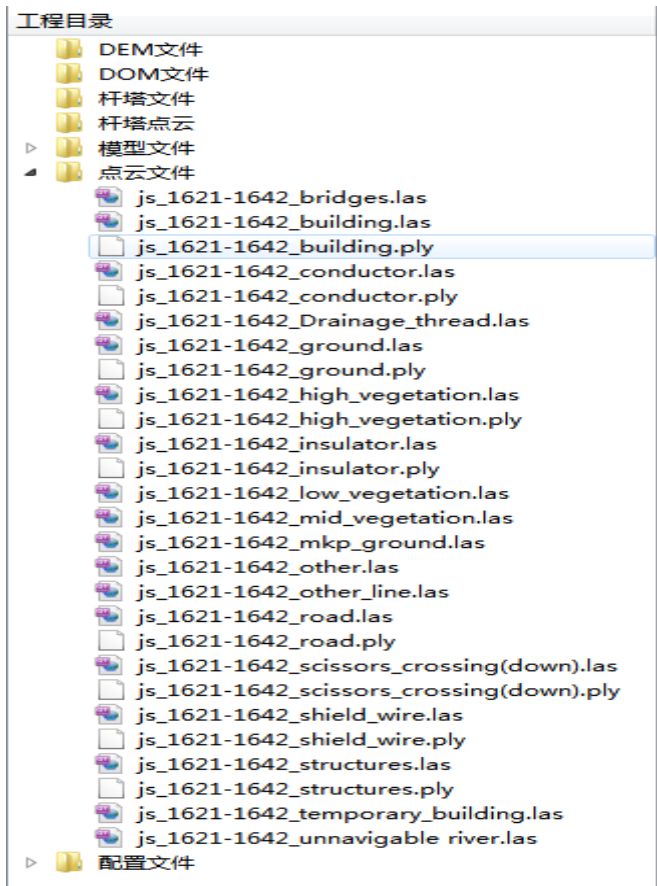 工程目录
DEM文件
DOM文件
杆塔文件
杆塔点云
模型文件
点云文件
js_1621-1642_bridges.las
js_1621-1642_building.las
js_1621-1642_building.ply
js_1621-1642_conductor.las
js_1621-1642_conductor.ply
js_1621-1642_Drainage_thread.las
js_1621-1642_ground.las
js_1621-1642_ground.ply
js_1621-1642_high_vegetation.las
js_1621-1642_high_vegetation.ply
js_1621-1642_insulator.las
js_1621-1642_insulator.ply
js_1621-1642_low_vegetation.las
js_1621-1642_mid_vegetation.las
js_1621-1642_mkp_ground.las
js_1621-1642_other.las
js_1621-1642_other_line.las
js_1621-1642_road.las
js_1621-1642_road.ply
js_1621-1642_scissors_crossing(down).las
js_1621-1642_scissors_crossing(down).ply
js_1621-1642_shield_wire.las
js_1621-1642_shield_wire.ply
js_1621-1642_structures.las
js_1621-1642_structures.ply
js_1621-1642_temporary_building.las
js_1621-1642_unnavigable river.las
配置文件